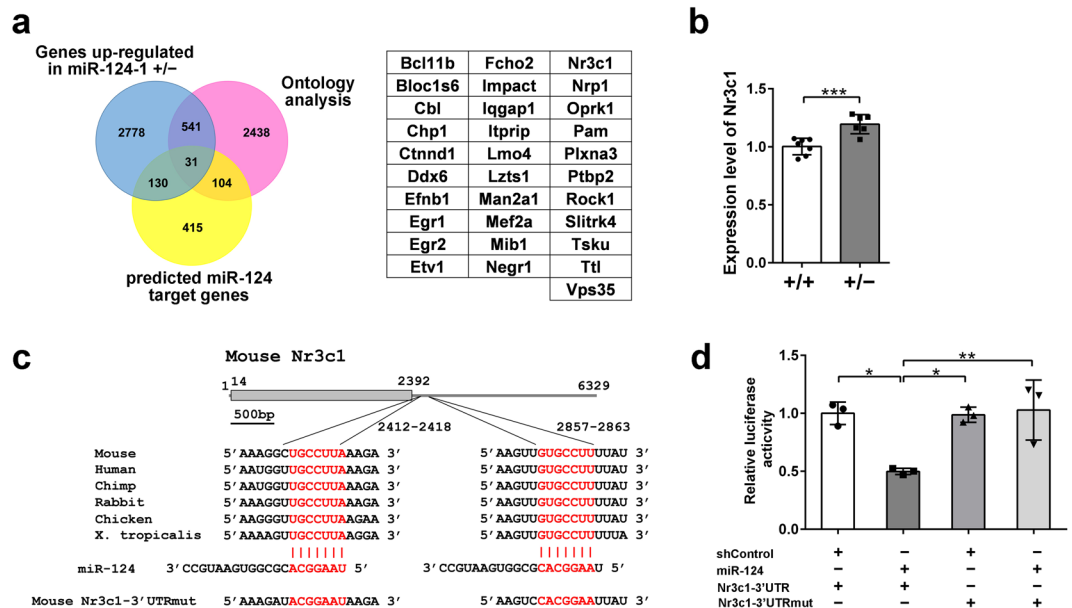 a
Genes up-regulated
in miR-124-1 +/−
Ontology
analysis
2778
541
2438
31
130
104
415
predicted miR-124
target genes
Bcl11b Fcho2 Nr3c1
Bloc1s6 Impact Nrp1
Cbl Iqgap1 Oprk1
Chp1 Itprip Pam
Ctnnd1 Lmo4 Plxna3
Ddx6 Lzts1 Ptbp2
Efnb1 Man2a1 Rock1
Egr1 Mef2a Slitrk4
Egr2 Mib1 Tsku
Etv1 Negr1 Ttl
Vps35
b
Expression level of Nr3c1
1.5
1.0
0.5
0.0
***
+/+ +/−
c
Mouse Nr3c1
1 14 2392 6329
500bp
2412-2418 2857-2863
Mouse 5'AAAGGCUGCCUUAAAGA 3' 5'AAGUUGUGCCUUUUAU 3'
Human 5'AAUGGUUGCCUUAAAGA 3' 5'AAGUUGUGCCUUUUAU 3'
Chimp 5'AAUGGUUGCCUUAAAGA 3' 5'AAGUUGUGCCUUUUAU 3'
Rabbit 5'AAAGGUUGCCUUAAAGA 3' 5'AAGUUGUGCCUUUUAU 3'
Chicken 5'AAGGGUUGCCUUAAGAA 3' 5'AAGUUGUGCCUUUUAU 3'
X. tropicalis 5'AAAGGUUGCCUUAAGGA 3' 5'AAGUUGUGCCUUUUAU 3'
miR-124 3'CCGUAAGUGGCGCACGGAAU 5' 3'CCGUAAGUGGCGCACGGAAU 5'
Mouse Nr3c1-3'UTRmut 5'AAAGAUACGGAAUAAAGA 3' 5'AAGUCCACGGAAUUAU 3'
d
Relative luciferase
acticvity
1.5
1.0
0.5
0.0
* * **
shControl + − + −
miR-124 − + − +
Nr3c1-3'UTR + + − −
Nr3c1-3'UTRmut − − + +